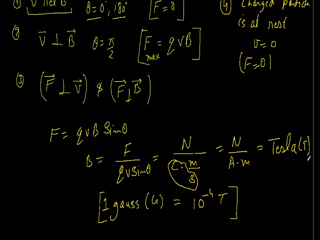 ① V⃗ || B⃗ θ = 0°, 180° [F = 0]
② V⃗ ⊥ B⃗ θ = π/2 [F_max = qVB]
③ (F⃗ ⊥ V⃗) & (F⃗ ⊥ B⃗)
④ Charged particle
is at rest
v = 0
(F = 0)
F = qVB Sinθ
B = F / qVSinθ = N / (C·m/s) = N / A·m = Tesla(T)
[1 gauss (G) = 10⁻⁴ T]